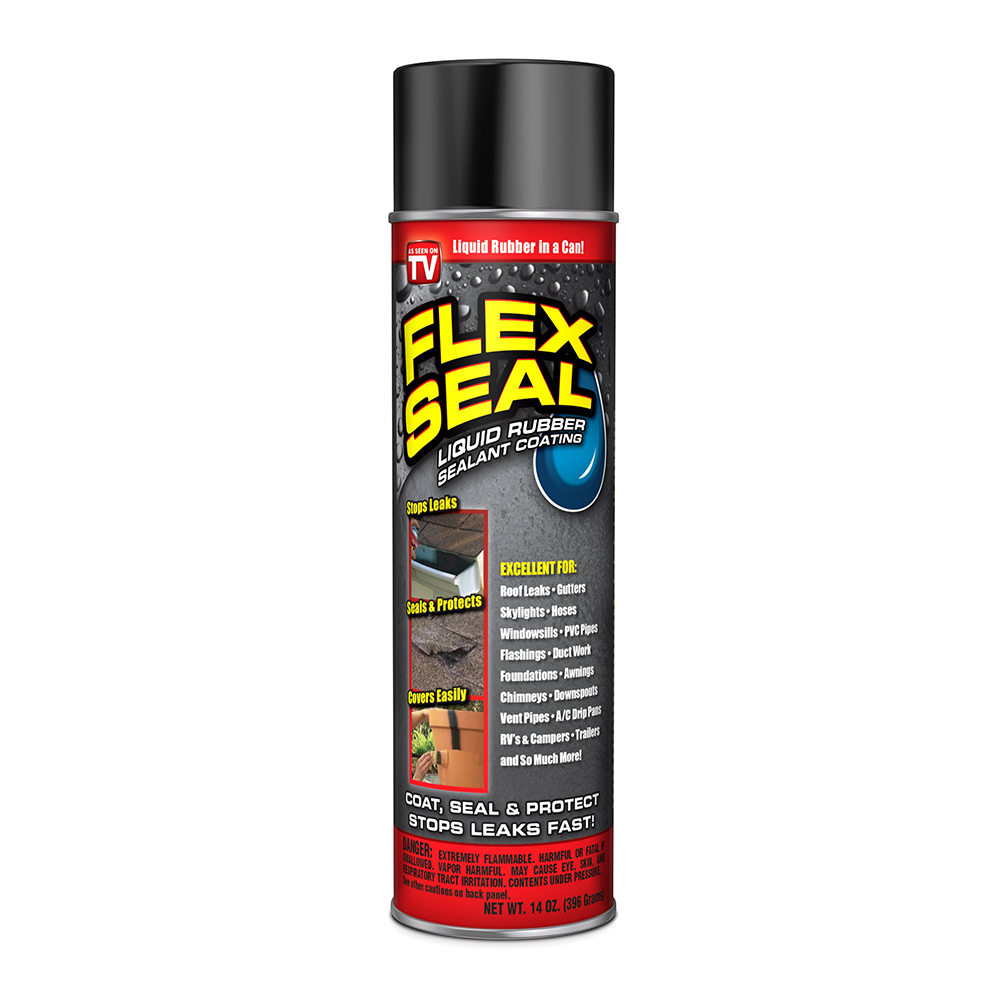 Liquid Rubber in a Can!
AS SEEN ON
TV
FLEX
SEAL
LIQUID RUBBER
SEALANT COATING
Stops Leaks
Seals & Protects
Covers Easily
EXCELLENT FOR:
Roof Leaks • Gutters
Skylights • Hoses
Windowsills • PVC Pipes
Flashings • Duct Work
Foundations • Awnings
Chimneys • Downspouts
Vent Pipes • A/C Drip Pans
RV's & Campers • Trailers
and So Much More!
COAT, SEAL & PROTECT
STOPS LEAKS FAST!
DANGER: EXTREMELY FLAMMABLE. HARMFUL OR FATAL IF
SWALLOWED. VAPOR HARMFUL. MAY CAUSE EYE, SKIN, AND
RESPIRATORY TRACT IRRITATION. CONTENTS UNDER PRESSURE.
See other cautions on back panel.
NET WT. 14 OZ. (396 Grams)